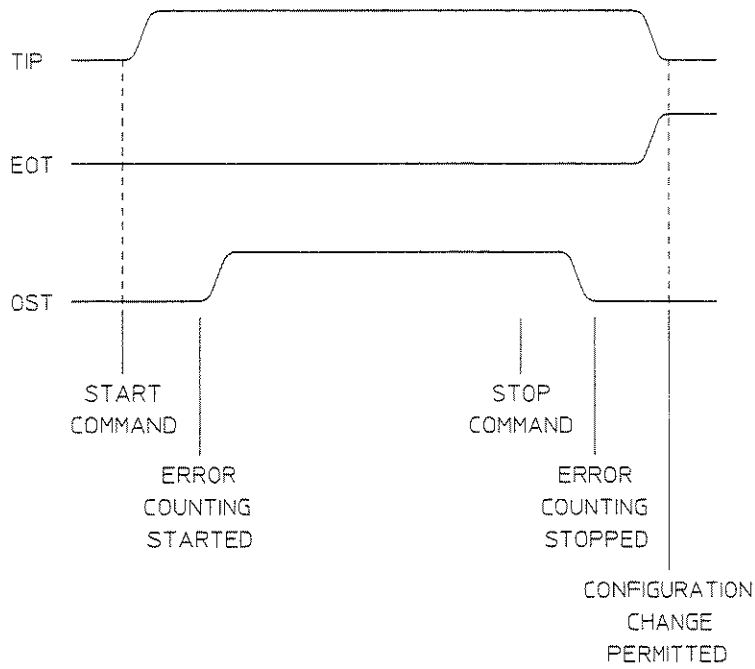 TIP
EOT
OST
START
COMMAND
STOP
COMMAND
ERROR
COUNTING
STARTED
ERROR
COUNTING
STOPPED
CONFIGURATION
CHANGE
PERMITTED